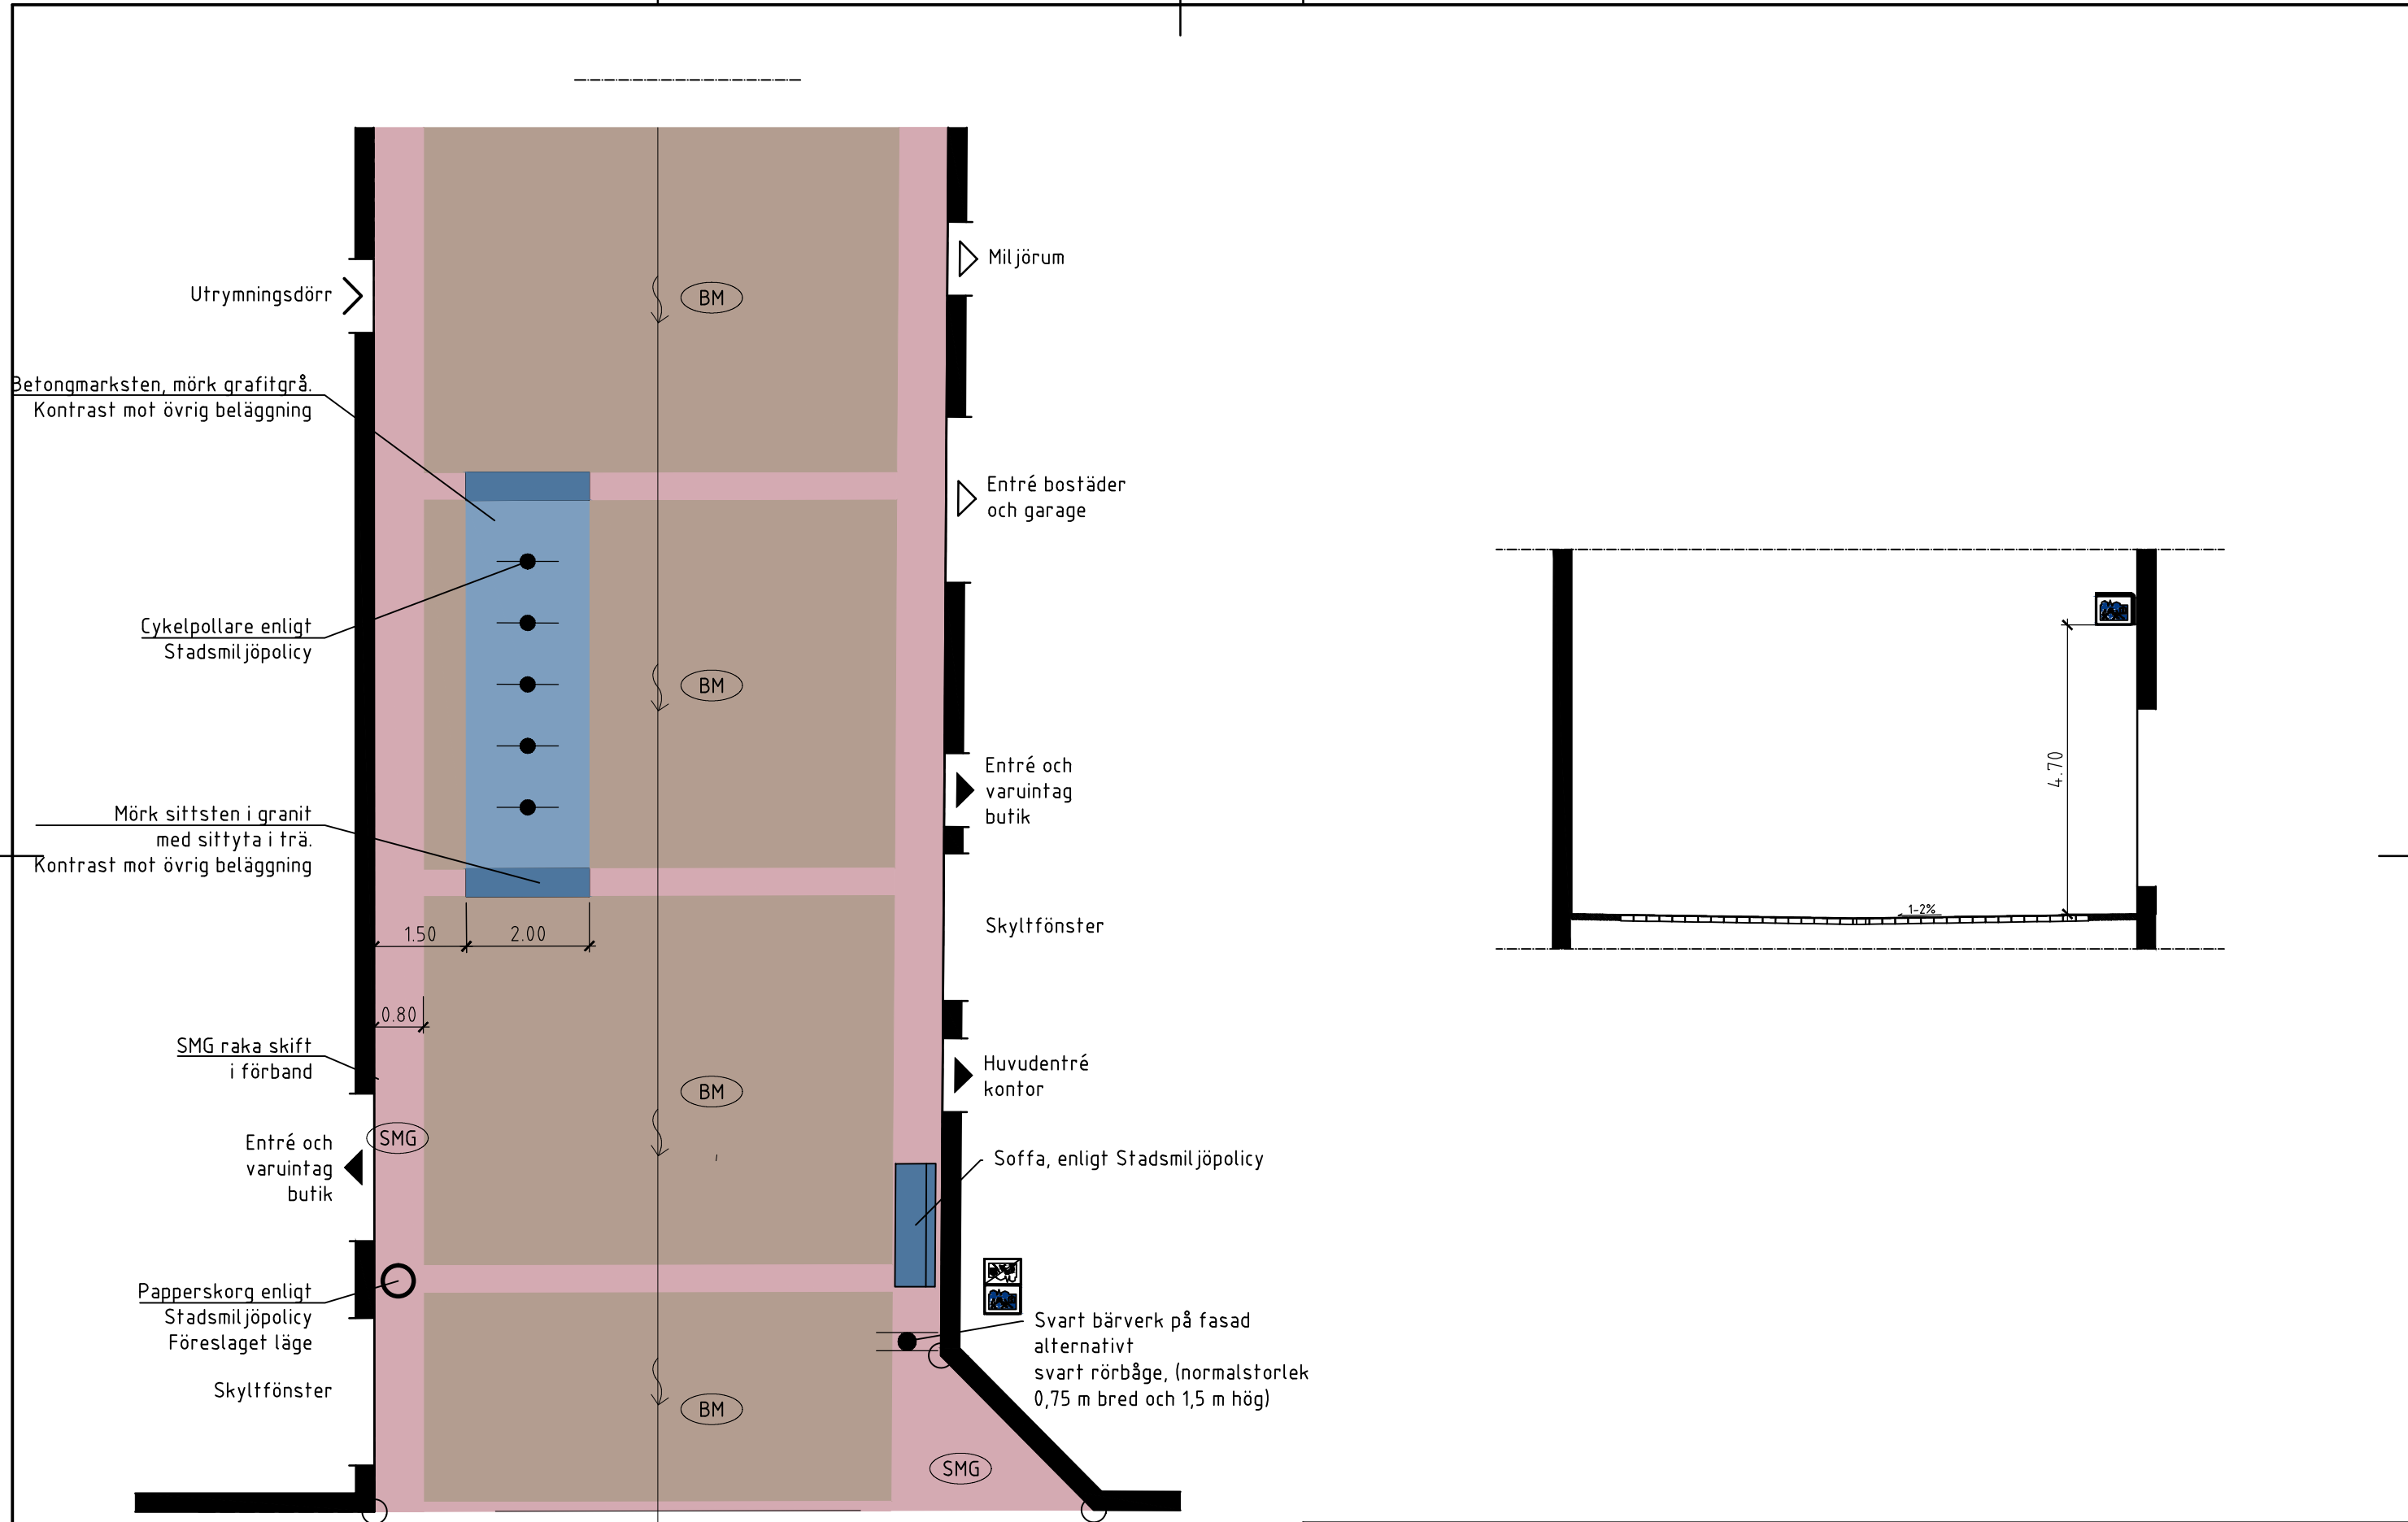 Utrymningsdörr
BM
Miljörum
Betongmarksten, mörk grafitgrå.
Kontrast mot övrig beläggning
Entré bostäder
och garage
Cykelpollare enligt
Stadsmiljöpolicy
BM
Entré och
varuintag
butik
Mörk sittsten i granit
med sittyta i trä.
Kontrast mot övrig beläggning
Skyltfönster
1.50
2.00
0.80
SMG raka skift
i förband
BM
Huvudentré
kontor
SMG
Entré och
varuintag
butik
Soffa, enligt Stadsmiljöpolicy
Papperskorg enligt
Stadsmiljöpolicy
Föreslaget läge
Svart bärverk på fasad
alternativt
svart rörbåge, (normalstorlek
0,75 m bred och 1,5 m hög)
Skyltfönster
BM
SMG
4.70
1-2%